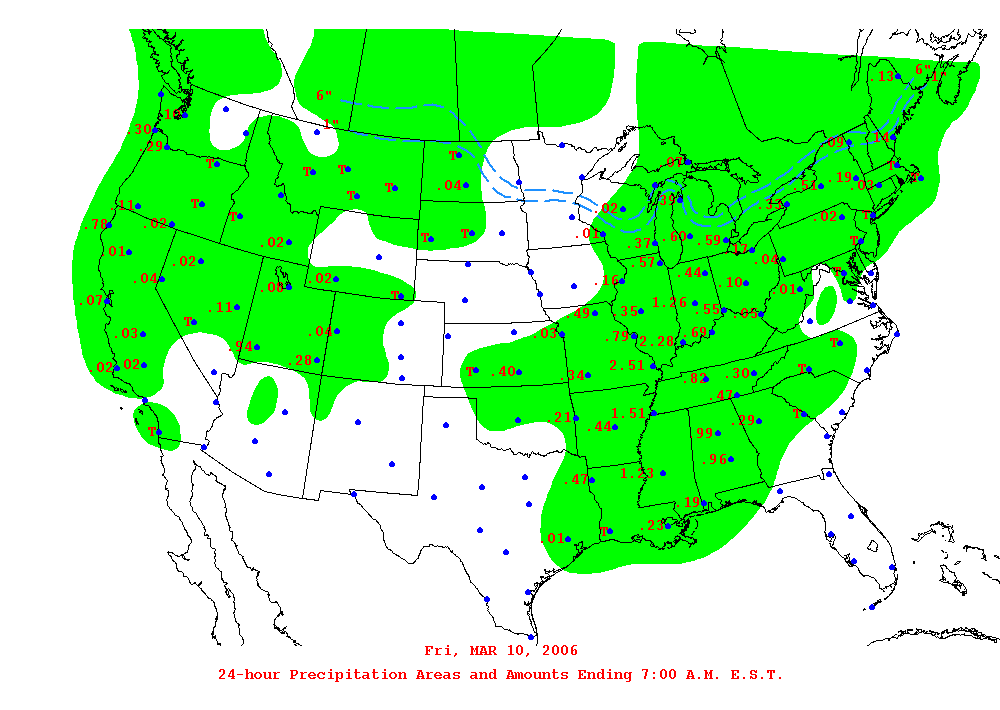 6" .1"
.13
6"
1"
.30
.14
.29 .09
T T
.07
T T
T T
.04 T .51 .19 .03 T
.11 T .39
T .02 .33
.78 .02 T .02 T
T T .01
.02 .37 .60 .59 T
.01 .17
.02 .57 .04
.04 .44 T
.02 .16 .10
.01
T
.07 1.26
.11 .49 .35 .55 .05
T
.03 .04 .03 .79 .69
2.28 T
.94
.02 .02 .28 2.51
T .40 .34 .82 .30 T
.47
.21 1.51 T
.44 .29
T .99
.96
.47 1.23
.19
.23
.01 T
Fri, MAR 10, 2006
24-hour Precipitation Areas and Amounts Ending 7:00 A.M. E.S.T.